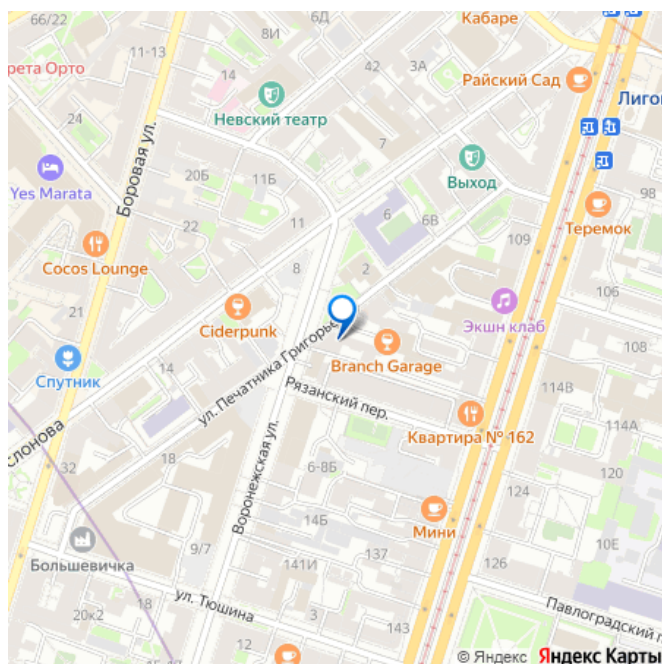 66/22
8И
6Д
Кабаре
11-13
14
42
3А
Райский Сад
рета Орто
24
Невский театр
Лигов
7
Yes Marata
Боровая ул.
20Б
11Б
Выход
98
22
11
6
6В
Теремок
Cocos Lounge
109
8
2
106
21
Ciderpunk
Экшн клаб
108
Спутник
ул. Печатника Григорье
Branch Garage
Рязанский пер.
114В
Квартира № 162
114А
слонова
32
18
Воронежская ул.
6-8Б
120
124
14Б
Мини
9/7
10Е
Большевичка
141И
137
18
20к2
ул. Тюшина
3
Павлоградский п
143
© Яндекс Яндекс Карты